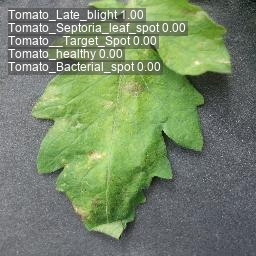 Tomato_Late_blight 1.00
Tomato_Septoria_leaf_spot 0.00
Tomato__Target_Spot 0.00
Tomato_healthy 0.00
Tomato_Bacterial_spot 0.00